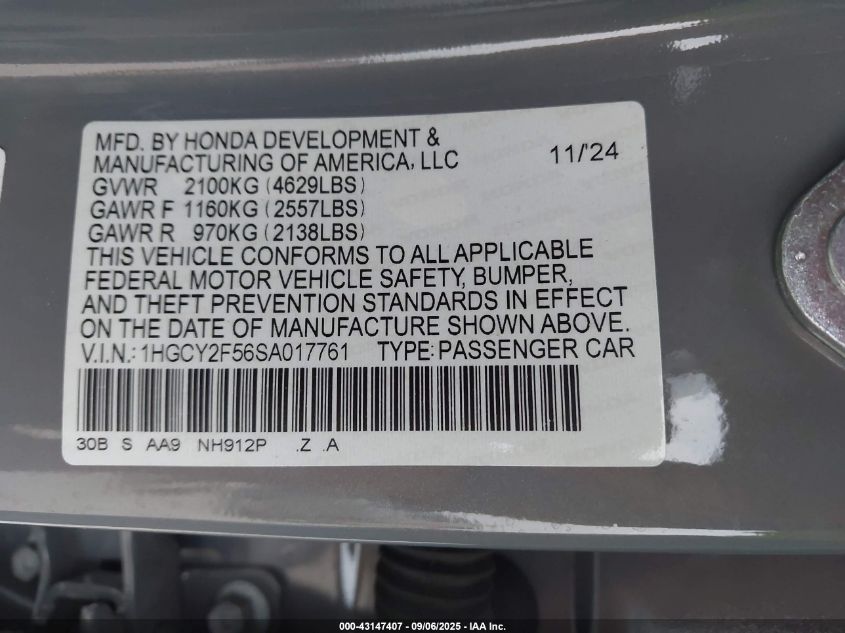 MFD. BY HONDA DEVELOPMENT &
MANUFACTURING OF AMERICA, LLC 11/'24
GVWR 2100KG (4629LBS)
GAWR F 1160KG (2557LBS)
GAWR R 970KG (2138LBS)
THIS VEHICLE CONFORMS TO ALL APPLICABLE
FEDERAL MOTOR VEHICLE SAFETY, BUMPER,
AND THEFT PREVENTION STANDARDS IN EFFECT
ON THE DATE OF MANUFACTURE SHOWN ABOVE.
V.I.N.: 1HGCY2F56SA017761 TYPE: PASSENGER CAR
30B S AA9 NH912P .Z .A
000-43147407 - 09/06/2025 - IAA Inc.